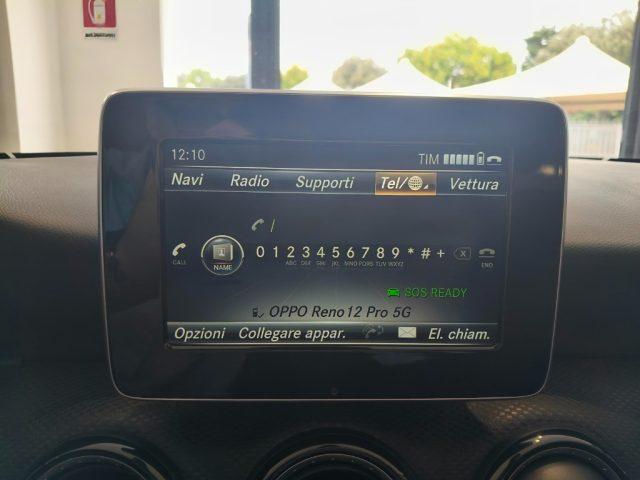 12:10 TIM
Navi Radio Supporti Tel/ Vettura
0 1 2 3 4 5 6 7 8 9 * # +
ABC DEF GHI JKL MNO PQRS TUV WXYZ
CALL NAME X END
SOS READY
OPPO Reno12 Pro 5G
Opzioni Collegare appar. El. chiam.